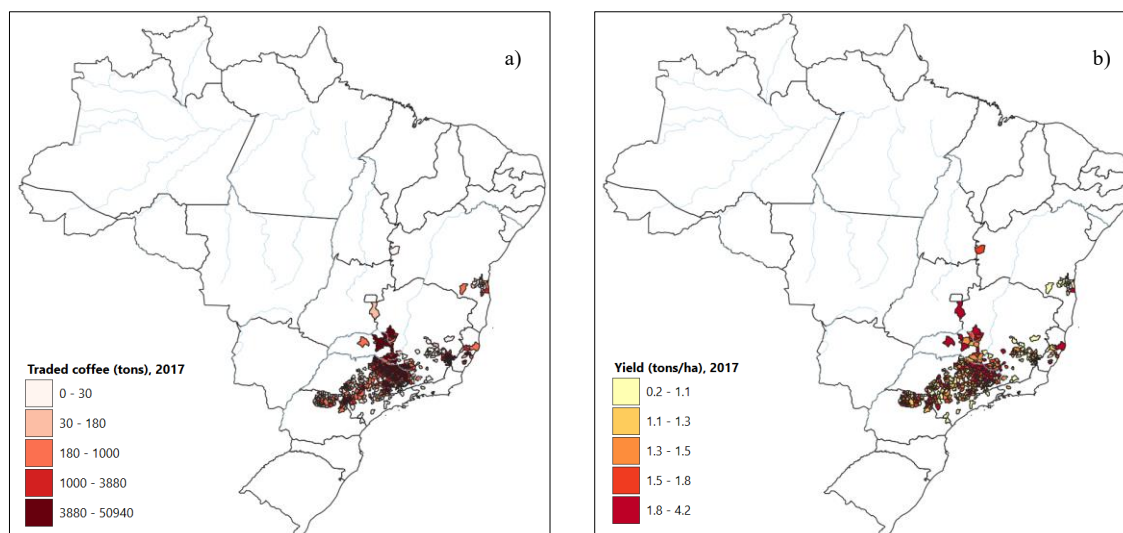 a)
Traded coffee (tons), 2017
0 - 30
30 - 180
180 - 1000
1000 - 3880
3880 - 50940
b)
Yield (tons/ha), 2017
0.2 - 1.1
1.1 - 1.3
1.3 - 1.5
1.5 - 1.8
1.8 - 4.2